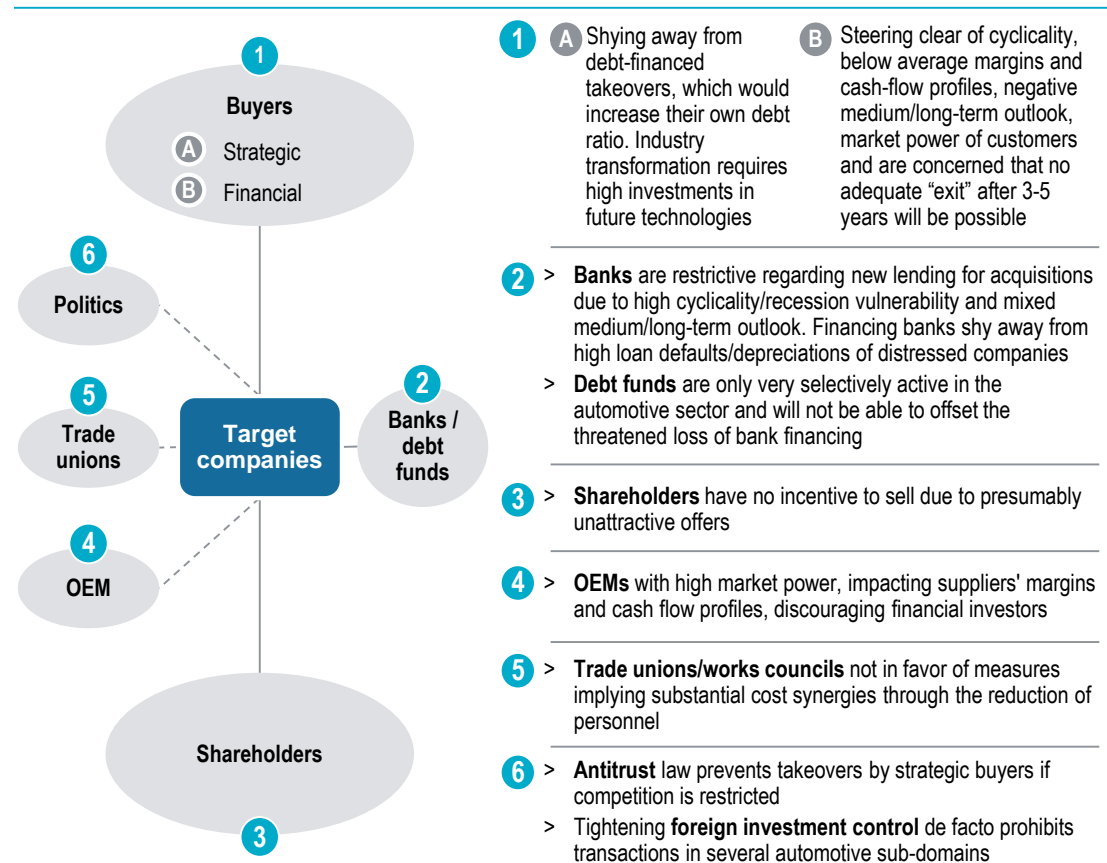 1
Buyers
A Strategic
B Financial
6
Politics
5
Trade
unions
Target
companies
2
Banks /
debt
funds
4
OEM
Shareholders
3
1
A Shying away from
debt-financed
takeovers, which would
increase their own debt
ratio. Industry
transformation requires
high investments in
future technologies
B Steering clear of cyclicality,
below average margins and
cash-flow profiles, negative
medium/long-term outlook,
market power of customers
and are concerned that no
adequate “exit” after 3-5
years will be possible
2 > Banks are restrictive regarding new lending for acquisitions
due to high cyclicality/recession vulnerability and mixed
medium/long-term outlook. Financing banks shy away from
high loan defaults/depreciations of distressed companies
> Debt funds are only very selectively active in the
automotive sector and will not be able to offset the
threatened loss of bank financing
3 > Shareholders have no incentive to sell due to presumably
unattractive offers
4 > OEMs with high market power, impacting suppliers' margins
and cash flow profiles, discouraging financial investors
5 > Trade unions/works councils not in favor of measures
implying substantial cost synergies through the reduction of
personnel
6 > Antitrust law prevents takeovers by strategic buyers if
competition is restricted
> Tightening foreign investment control de facto prohibits
transactions in several automotive sub-domains